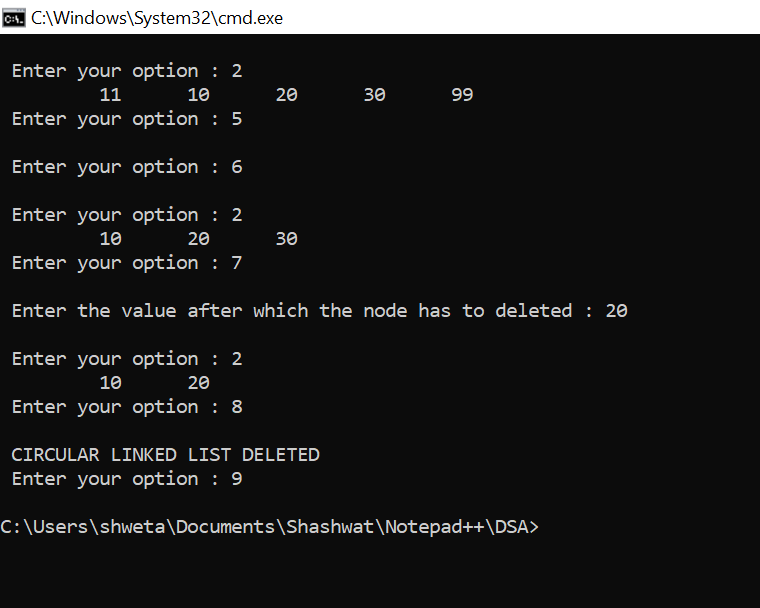 C:\Windows\System32\cmd.exe
Enter your option : 2
11 10 20 30 99
Enter your option : 5
Enter your option : 6
Enter your option : 2
10 20 30
Enter your option : 7
Enter the value after which the node has to deleted : 20
Enter your option : 2
10 20
Enter your option : 8
CIRCULAR LINKED LIST DELETED
Enter your option : 9
C:\Users\shweta\Documents\Shashwat\Notepad++\DSA>